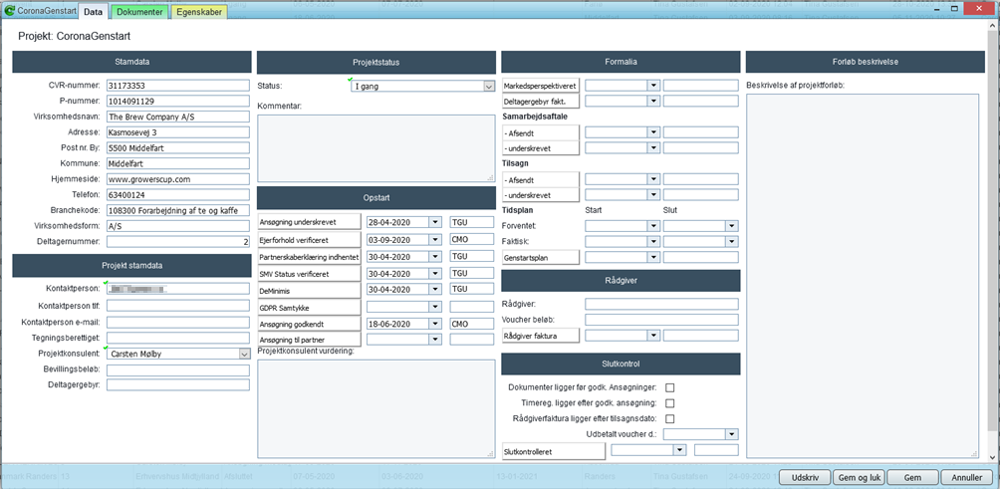 CoronaGenstart Data Dokumenter Egenskaber
Projekt: CoronaGenstart
Stamdata
CVR-nummer: 31173353
P-nummer: 1014091129
Virksomhedsnavn: The Brew Company A/S
Adresse: Kasmosevej 3
Post nr. By: 5500 Middelfart
Kommune: Middelfart
Hjemmeside: www.growerscup.com
Telefon: 63400124
Branchekode: 108300 Forarbejdning af te og kaffe
Virksomhedsform: A/S
Deltagernummer: 2
Projekt stamdata
Kontaktperson:
Kontaktperson tlf:
Kontaktperson e-mail:
Tegningsberettiget:
Projektkonsulent: Carsten Mølby
Bevillingsbeløb:
Deltagergebyr:
Projektstatus
Status: I gang
Kommentar:
Opstart
Ansøgning underskrevet 28-04-2020 TGU
Ejerforhold verificeret 03-09-2020 CMO
Partnerskaberklæring indhentet 30-04-2020 TGU
SMV Status verificeret 30-04-2020 TGU
DeMinimis 30-04-2020 TGU
GDPR Samtykke
Ansøgning godkendt 18-06-2020 CMO
Ansøgning til partner
Projektkonsulent vurdering:
Formalia
Markedsperspektiveret
Deltagergebyr fakt.
Samarbejdsaftale
- Afsendt
- underskrevet
Tilsagn
- Afsendt
- underskrevet
Tidsplan Start Slut
Forventet:
Faktisk:
Genstartsplan
Rådgiver
Rådgiver:
Voucher beløb:
Rådgiver faktura
Slutkontrol
Dokumenter ligger før godk. Ansøgninger:
Timereg. ligger efter godk. ansøgning:
Rådgiverfaktura ligger efter tilsagnsdato:
Udbetalt voucher d.:
Slutkontrolleret
Forløb beskrivelse
Beskrivelse af projektforløb:
Udskriv Gem og luk Gem Annuller